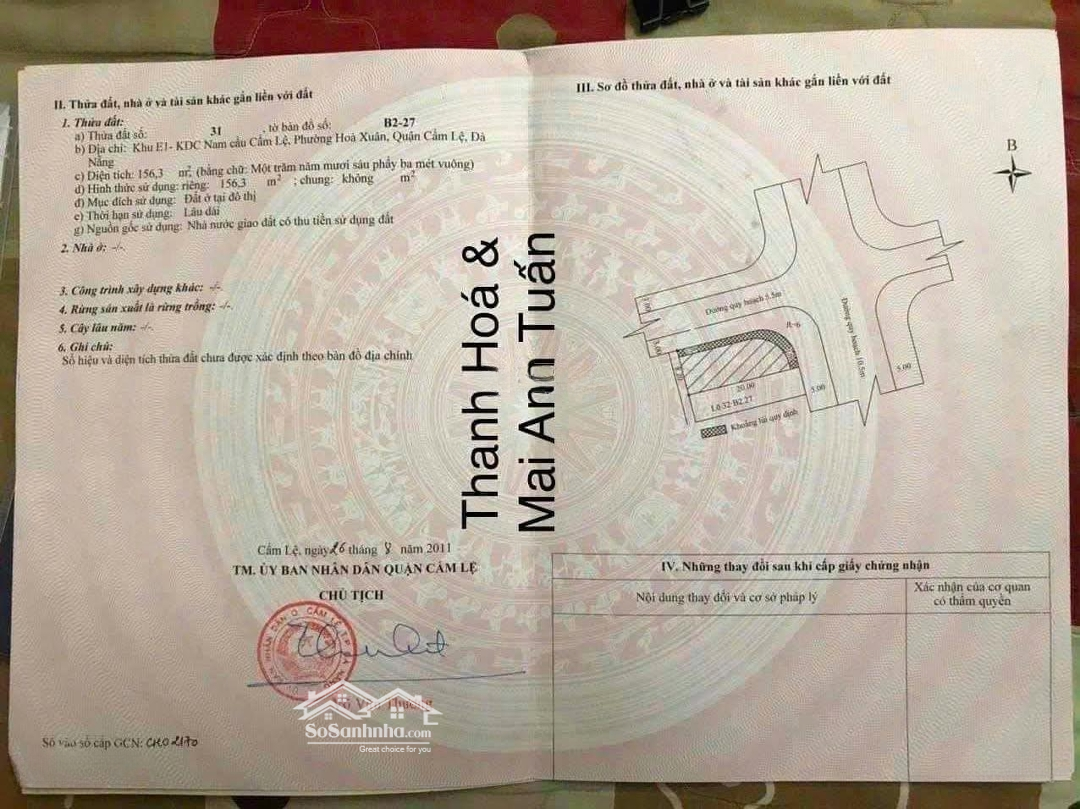 II. Thửa đất, nhà ở và tài sản khác gắn liền với đất
1. Thửa đất:
a) Thửa đất số: 31 , tờ bản đồ số: B2-27
b) Địa chỉ: Khu E1- KDC Nam cầu Cẩm Lệ, Phường Hoà Xuân, Quận Cẩm Lệ, Đà
Nẵng
c) Diện tích: 156,3 m², (bằng chữ: Một trăm năm mươi sáu phẩy ba mét vuông)
d) Hình thức sử dụng: riêng: 156,3 m² ; chung: không m²
đ) Mục đích sử dụng: Đất ở tại đô thị
e) Thời hạn sử dụng: Lâu dài
g) Nguồn gốc sử dụng: Nhà nước giao đất có thu tiền sử dụng đất
2. Nhà ở: -/-.
3. Công trình xây dựng khác: -/-.
4. Rừng sản xuất là rừng trồng: -/-.
5. Cây lâu năm: -/-.
6. Ghi chú:
Số hiệu và diện tích thửa đất chưa được xác định theo bản đồ địa chính
Cẩm Lệ, ngày 26 tháng 8 năm 2011
TM. ỦY BAN NHÂN DÂN QUẬN CẨM LỆ
CHỦ TỊCH
Số vào sổ cấp GCN: CH02170
SoSanhnha.com
Great choice for you
Thanh Hoá &
Mai Anh Tuấn
III. Sơ đồ thửa đất, nhà ở và tài sản khác gắn liền với đất
B
Đường quy hoạch 5.5m
Đường quy hoạch 10.5m
R=6
20.00
5.00
5.00
Lô 32-B2.27
Khoảng lùi quy định
IV. Những thay đổi sau khi cấp giấy chứng nhận
Nội dung thay đổi và cơ sở pháp lý
Xác nhận của cơ quan
có thẩm quyền